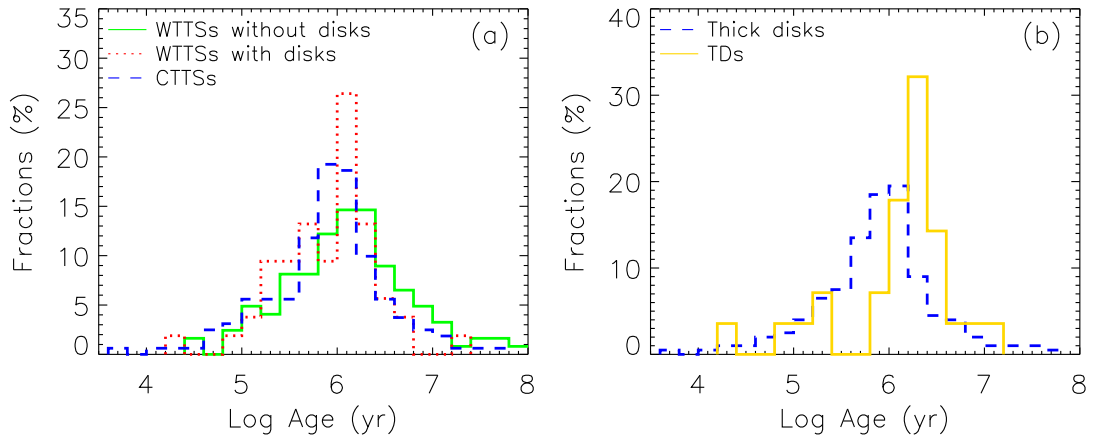 35
30
25
20
15
10
5
0
Fractions (%)
WTTSs without disks
WTTSs with disks
CTTSs
(a)
4 5 6 7 8
Log Age (yr)
40
30
20
10
0
Fractions (%)
Thick disks
TDs
(b)
4 5 6 7 8
Log Age (yr)